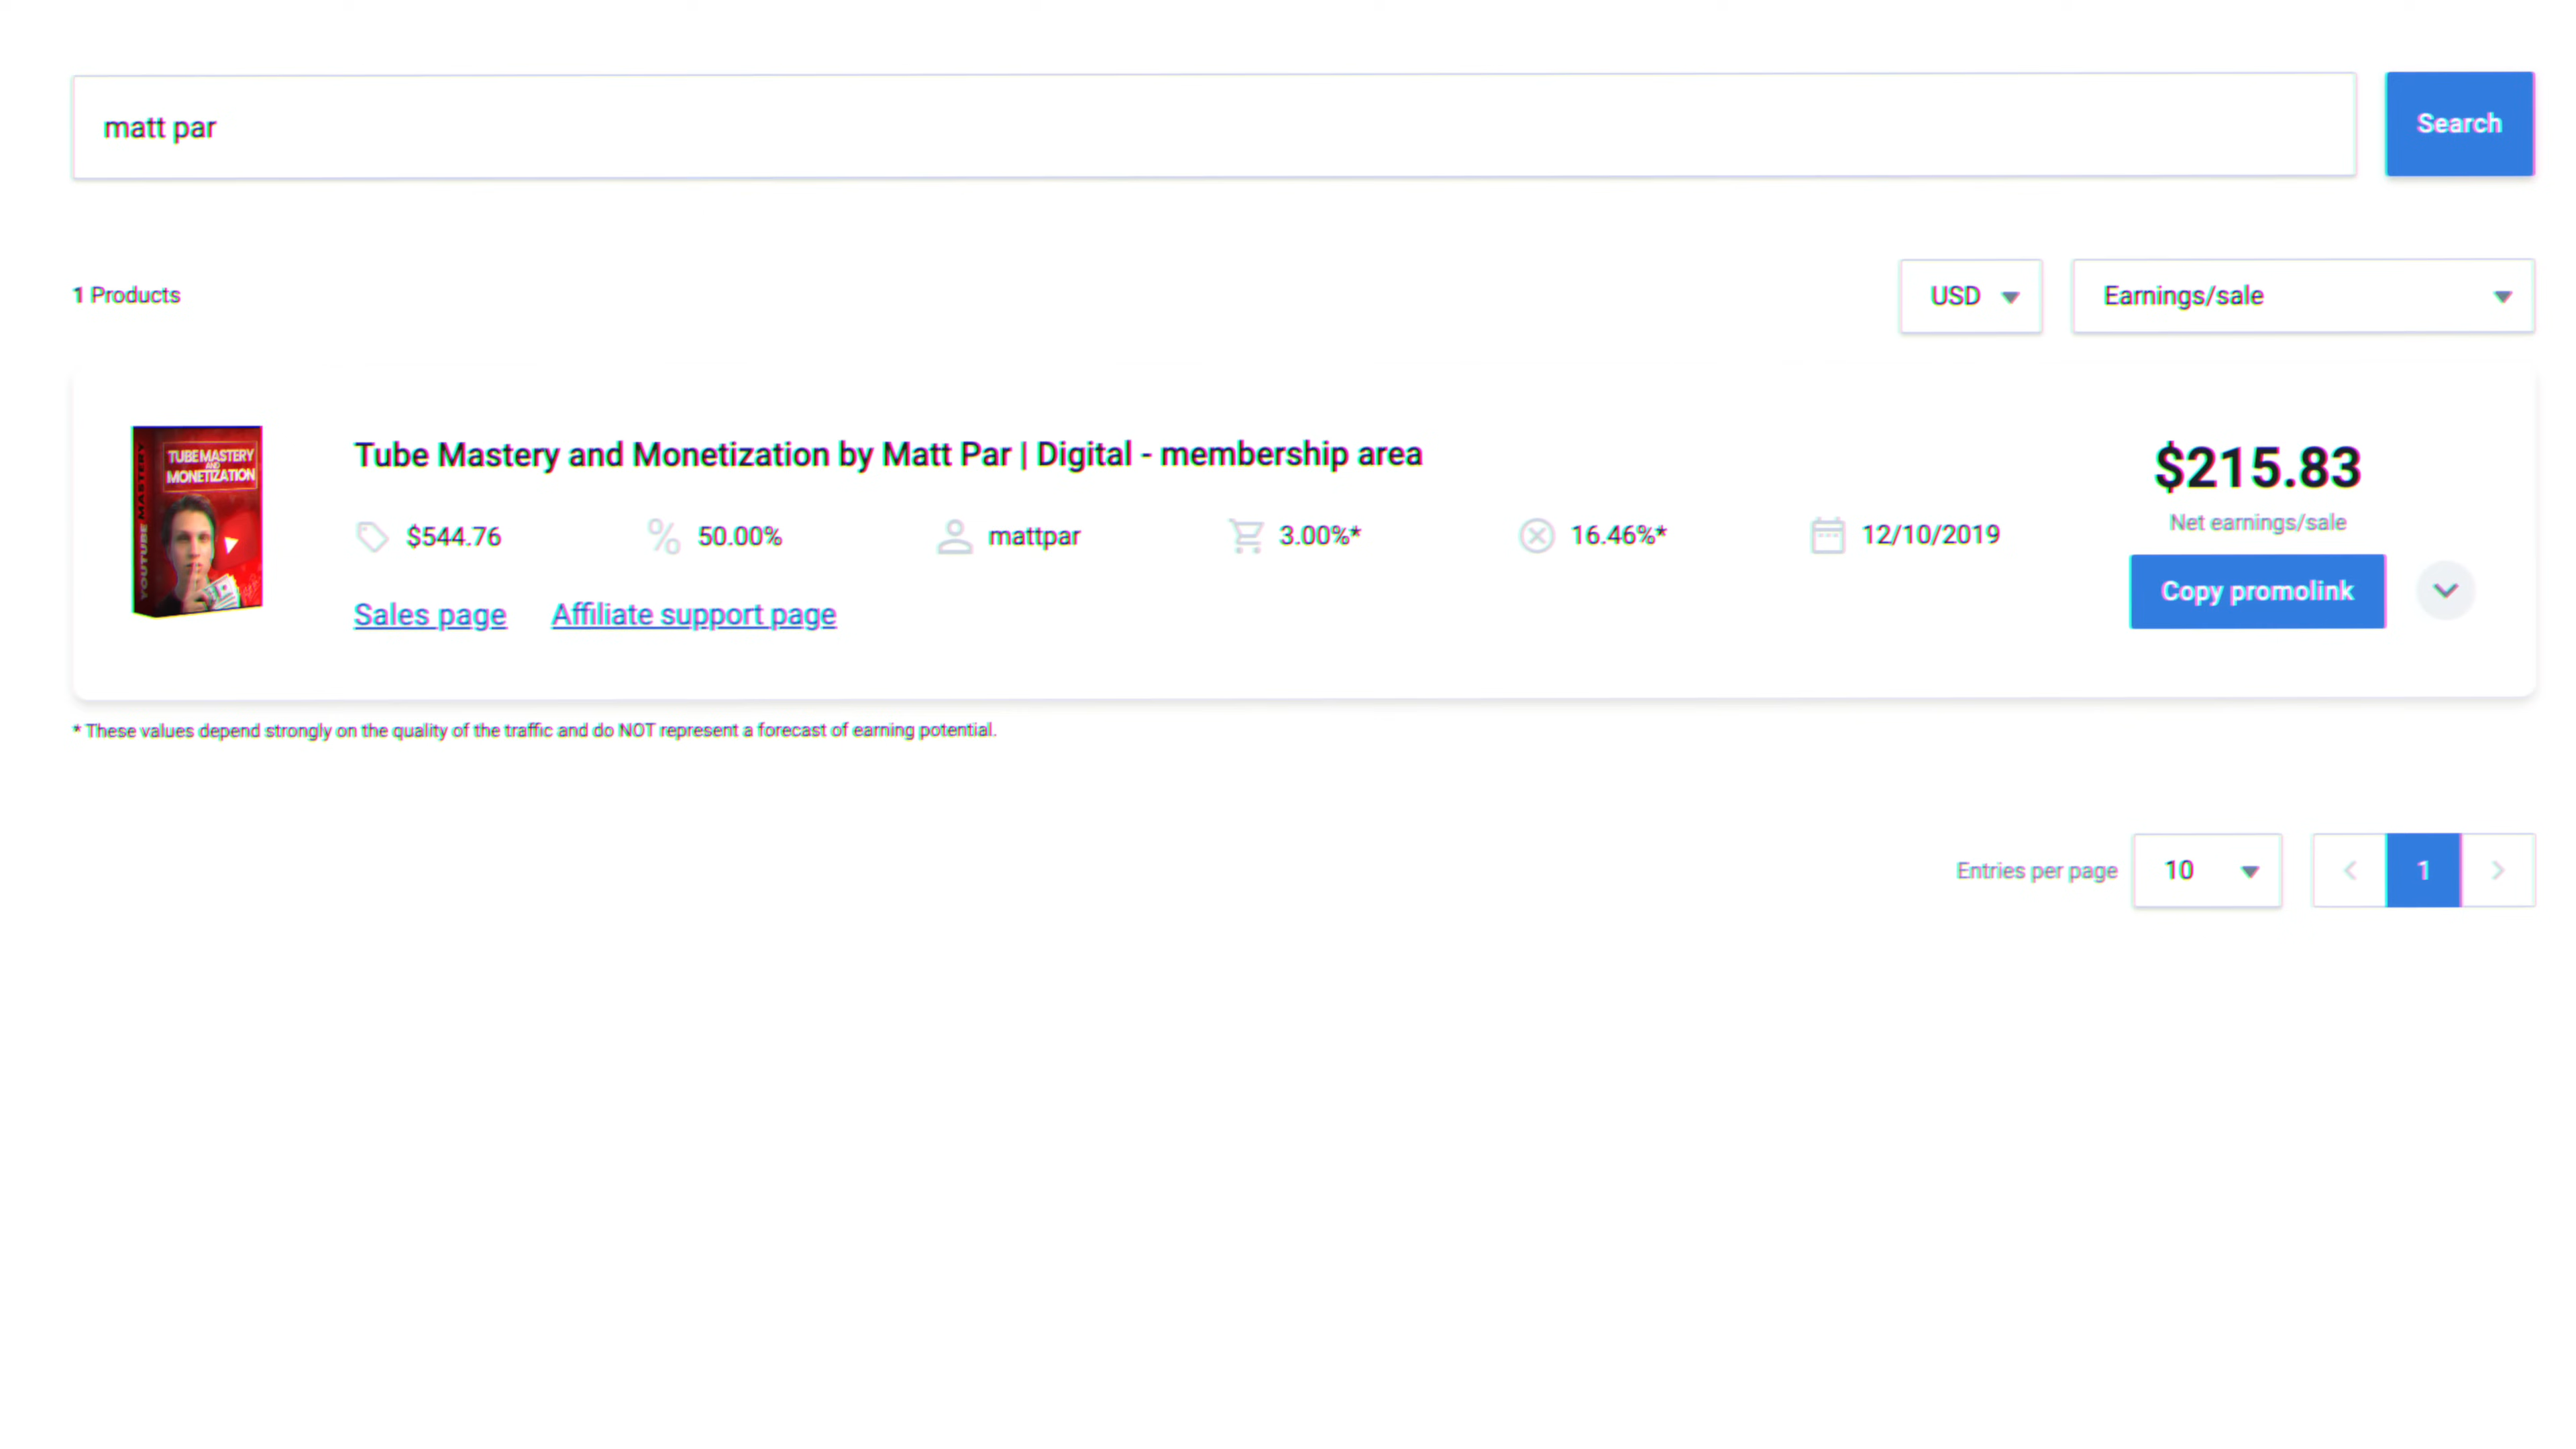 matt par
Search
1 Products
USD
Earnings/sale
TUBE MASTERY
AND
MONETIZATION
YOUTUBE MASTERY
Tube Mastery and Monetization by Matt Par | Digital - membership area
$544.76
50.00%
mattpar
3.00%*
16.46%*
12/10/2019
Sales page
Affiliate support page
$215.83
Net earnings/sale
Copy promolink
* These values depend strongly on the quality of the traffic and do NOT represent a forecast of earning potential.
Entries per page
10
1